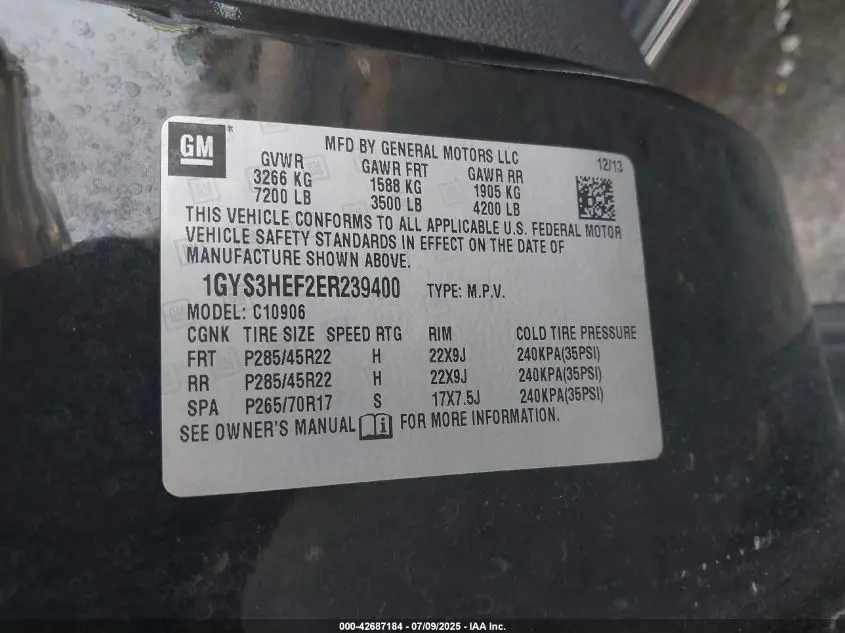 GM
MFD BY GENERAL MOTORS LLC
12/13
GVWR GAWR FRT GAWR RR
3266 KG 1588 KG 1905 KG
7200 LB 3500 LB 4200 LB
THIS VEHICLE CONFORMS TO ALL APPLICABLE U.S. FEDERAL MOTOR
VEHICLE SAFETY STANDARDS IN EFFECT ON THE DATE OF
MANUFACTURE SHOWN ABOVE.
1GYS3HEF2ER239400 TYPE: M.P.V.
MODEL: C10906
CGNK TIRE SIZE SPEED RTG RIM COLD TIRE PRESSURE
FRT P285/45R22 H 22X9J 240KPA(35PSI)
RR P285/45R22 H 22X9J 240KPA(35PSI)
SPA P265/70R17 S 17X7.5J 240KPA(35PSI)
SEE OWNER'S MANUAL i FOR MORE INFORMATION.
000-42687184 - 07/09/2025 - IAA Inc.